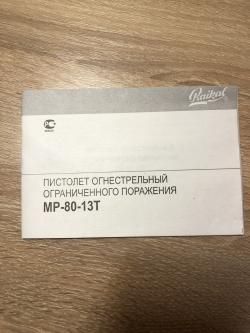 Baikal
ПИСТОЛЕТ ОГНЕСТРЕЛЬНЫЙ
ОГРАНИЧЕННОГО ПОРАЖЕНИЯ
МР-80-13Т